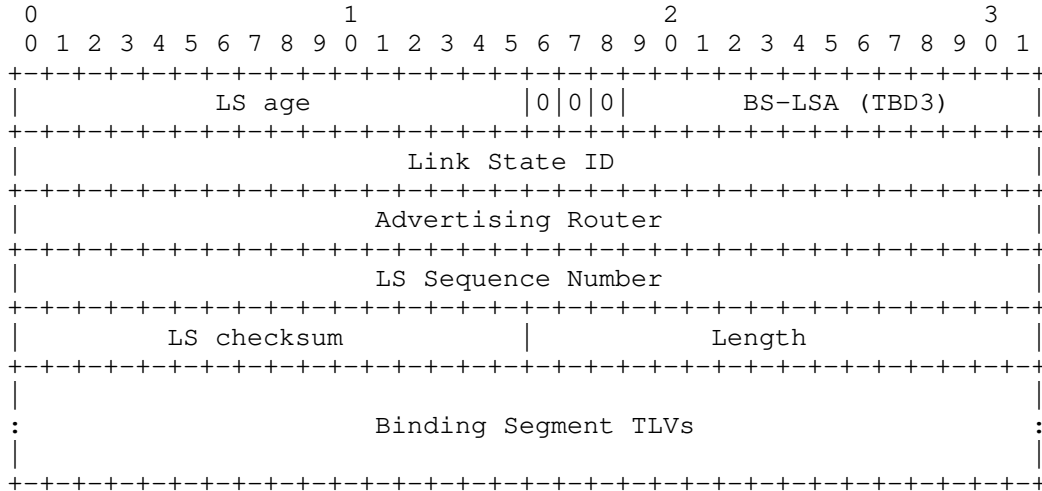 0                   1                   2                   3
 0 1 2 3 4 5 6 7 8 9 0 1 2 3 4 5 6 7 8 9 0 1 2 3 4 5 6 7 8 9 0 1
+-+-+-+-+-+-+-+-+-+-+-+-+-+-+-+-+-+-+-+-+-+-+-+-+-+-+-+-+-+-+-+-+
|            LS age             |0|0|0|       BS-LSA (TBD3)     |
+-+-+-+-+-+-+-+-+-+-+-+-+-+-+-+-+-+-+-+-+-+-+-+-+-+-+-+-+-+-+-+-+
|                        Link State ID                          |
+-+-+-+-+-+-+-+-+-+-+-+-+-+-+-+-+-+-+-+-+-+-+-+-+-+-+-+-+-+-+-+-+
|                      Advertising Router                       |
+-+-+-+-+-+-+-+-+-+-+-+-+-+-+-+-+-+-+-+-+-+-+-+-+-+-+-+-+-+-+-+-+
|                      LS Sequence Number                       |
+-+-+-+-+-+-+-+-+-+-+-+-+-+-+-+-+-+-+-+-+-+-+-+-+-+-+-+-+-+-+-+-+
|         LS checksum           |           Length              |
+-+-+-+-+-+-+-+-+-+-+-+-+-+-+-+-+-+-+-+-+-+-+-+-+-+-+-+-+-+-+-+-+
|                                                               |
:                      Binding Segment TLVs                     :
|                                                               |
+-+-+-+-+-+-+-+-+-+-+-+-+-+-+-+-+-+-+-+-+-+-+-+-+-+-+-+-+-+-+-+-+